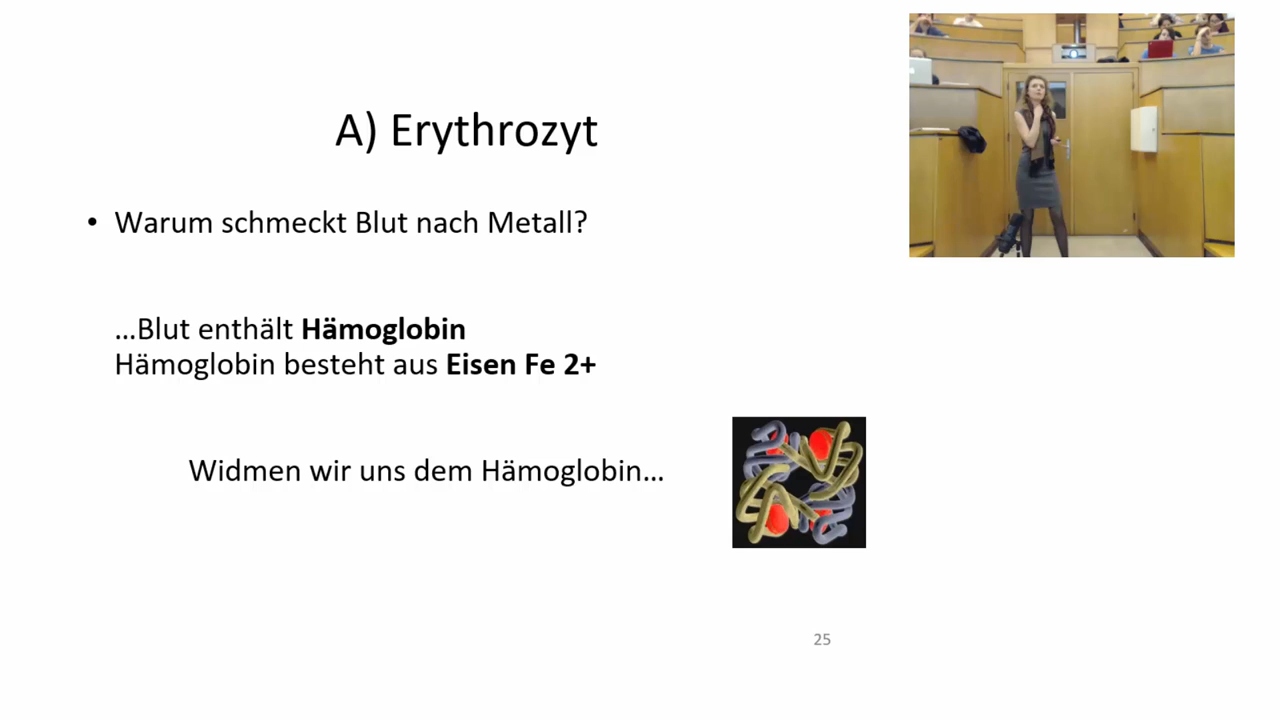 A) Erythrozyt
• Warum schmeckt Blut nach Metall?
...Blut enthält Hämoglobin
Hämoglobin besteht aus Eisen Fe 2+
Widmen wir uns dem Hämoglobin...
25